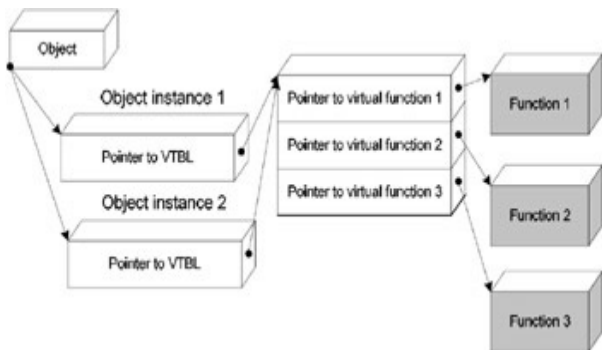 Object
Object instance 1
Pointer to VTBL
Object instance 2
Pointer to VTBL
Pointer to virtual function 1
Pointer to virtual function 2
Pointer to virtual function 3
Function 1
Function 2
Function 3